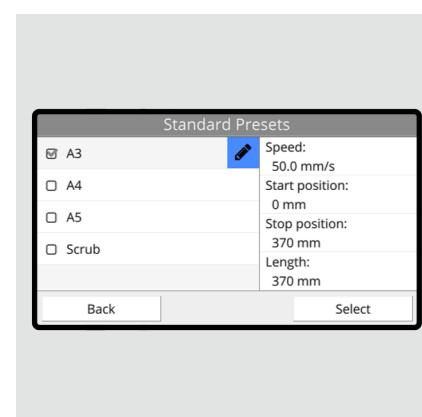 Standard Presets
A3
A4
A5
Scrub
Speed:
50.0 mm/s
Start position:
0 mm
Stop position:
370 mm
Length:
370 mm
Back
Select